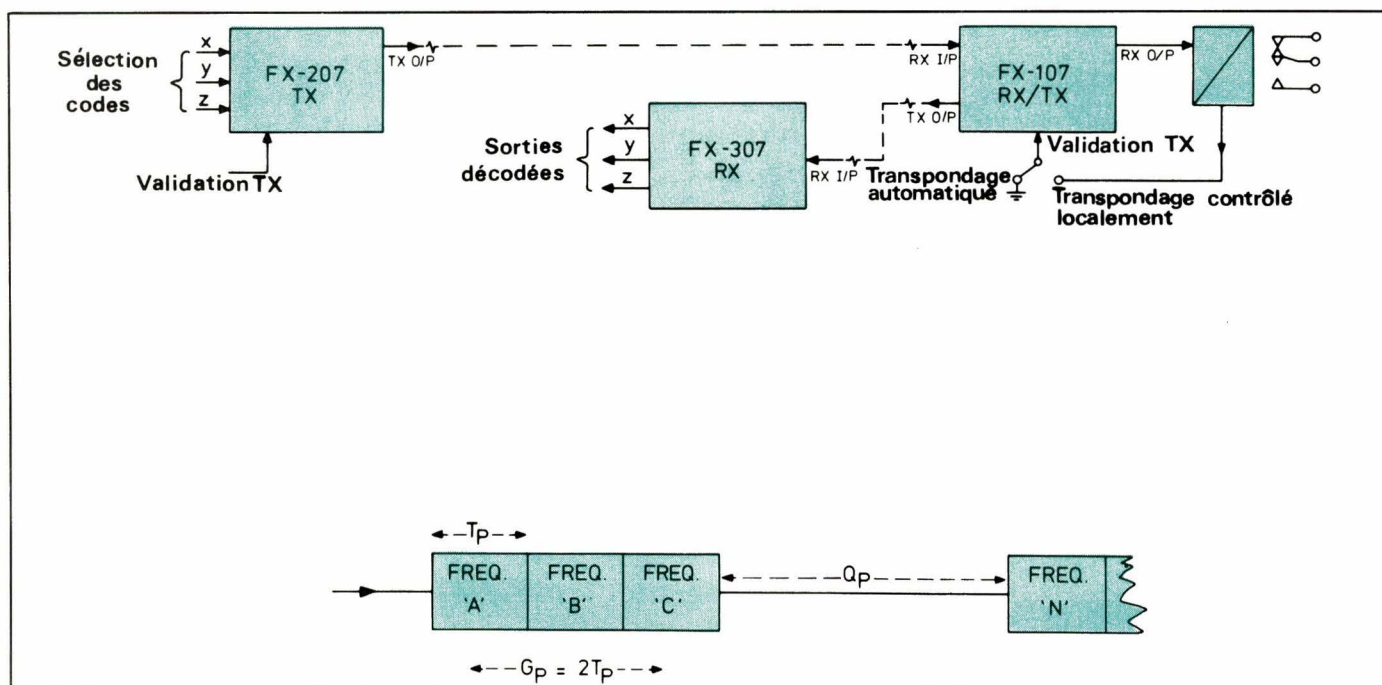 Sélection
des
codes
x
y
z
FX-207
TX
TX O/P
Validation TX
Sorties
décodées
x
y
z
FX-307
RX
RX I/P
RX I/P
FX-107
RX/TX
RX O/P
TX O/P
Validation TX
Transpondage
automatique
Transpondage contrôlé
localement
TP
FREQ.
'A'
FREQ.
'B'
FREQ.
'C'
QP
FREQ.
'N'
GP = 2TP